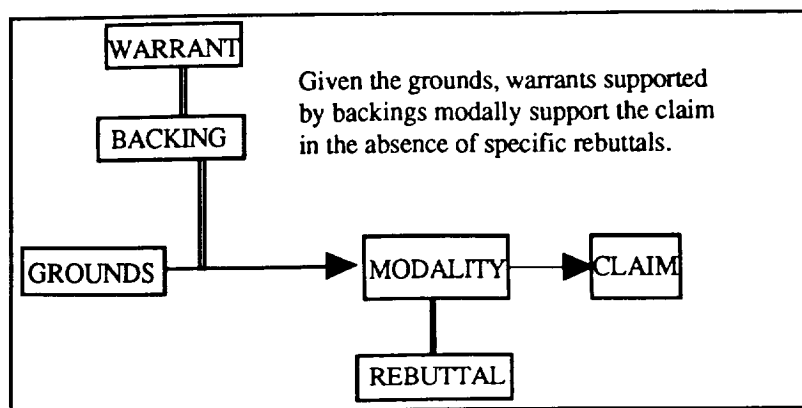 WARRANT
Given the grounds, warrants supported
by backings modally support the claim
in the absence of specific rebuttals.
BACKING
GROUNDS
MODALITY
CLAIM
REBUTTAL